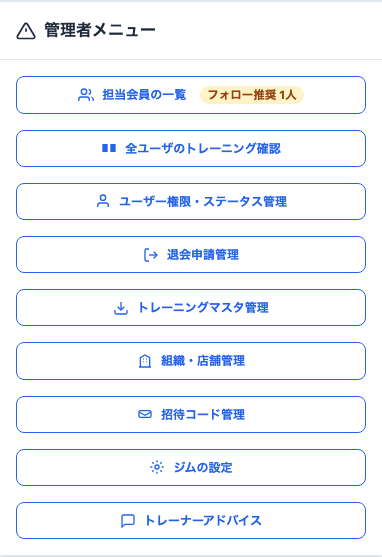 管理者メニュー
担当会員の一覧 フォロー推奨 1人
全ユーザのトレーニング確認
ユーザー権限・ステータス管理
退会申請管理
トレーニングマスタ管理
組織・店舗管理
招待コード管理
ジムの設定
トレーナーアドバイス